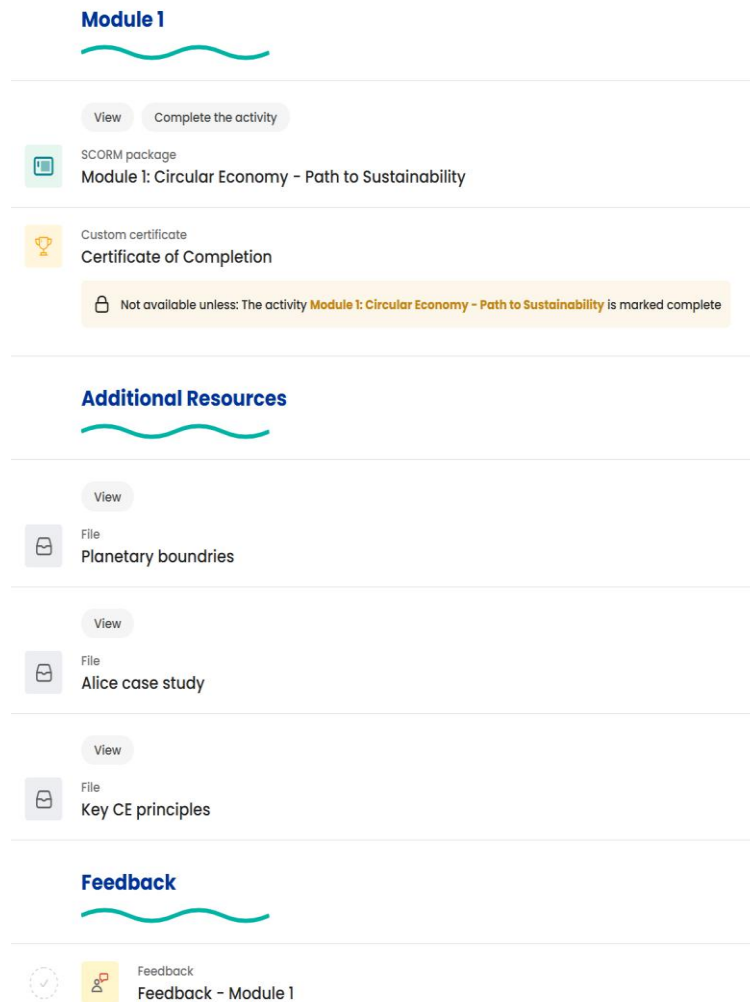 Module 1
View Complete the activity
SCORM package
Module 1: Circular Economy - Path to Sustainability
Custom certificate
Certificate of Completion
Not available unless: The activity Module 1: Circular Economy - Path to Sustainability is marked complete
Additional Resources
View
File
Planetary boundries
View
File
Alice case study
View
File
Key CE principles
Feedback
Feedback
Feedback - Module 1